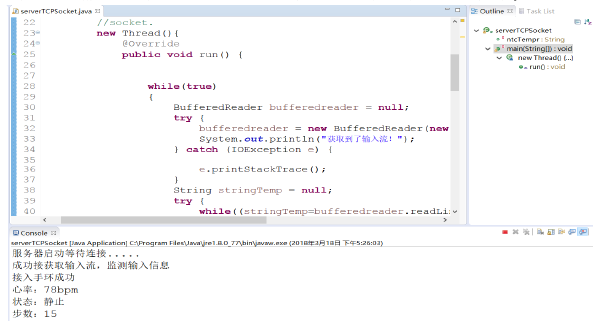 serverTCPSocket.java
22 //socket.
23 new Thread(){
24 @Override
25 public void run() {
26
27
28 while(true)
29 {
30 BufferedReader bufferedreader = null;
31 try {
32 bufferedreader = new BufferedReader(new
33 System.out.println("获取到了输入流！");
34 } catch (IOException e) {
35
36 e.printStackTrace();
37 }
38 String stringTemp = null;
39 try {
40 while((stringTemp=bufferedreader.readLi
Outline
Task List
serverTCPSocket
ntcTempr : String
main(String[]) : void
new Thread() {...}
run() : void
Console
serverTCPSocket [Java Application] C:\Program Files\Java\jre1.8.0_77\bin\javaw.exe (2018年3月18日 下午5:26:03)
服务器启动等待连接.....
成功接获取输入流，监测输入信息
接入手环成功
心率：78bpm
状态：静止
步数：15